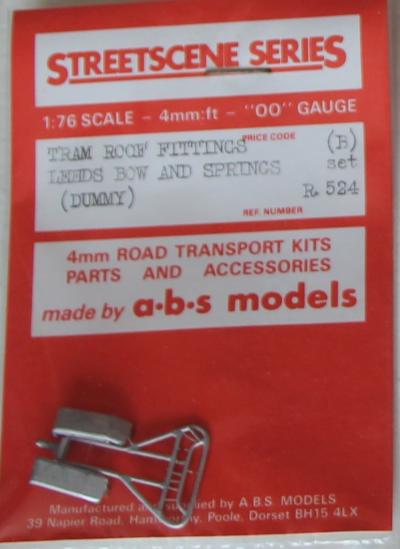 STREETSCENE SERIES
1:76 SCALE – 4mm:ft – "OO" GAUGE
TRAM ROOF FITTINGS PRICE CODE (B)
LEEDS BOW AND SPRINGS set
(DUMMY) R. 524
REF. NUMBER
4mm ROAD TRANSPORT KITS
PARTS AND ACCESSORIES
made by a·b·s models
Manufactured and supplied by A.B.S. MODELS
39 Napier Road, Hamworthy, Poole, Dorset BH15 4LX